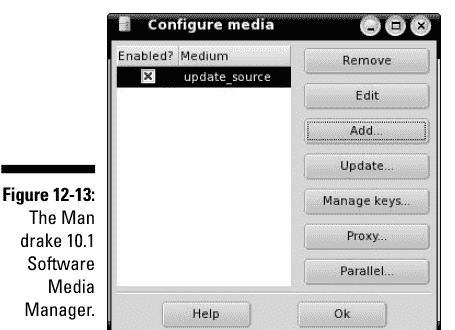 Configure media
Enabled? Medium
update_source
Remove
Edit
Add...
Update...
Manage keys...
Proxy...
Parallel...
Help
Ok
Figure 12-13:
The Man
drake 10.1
Software
Media
Manager.